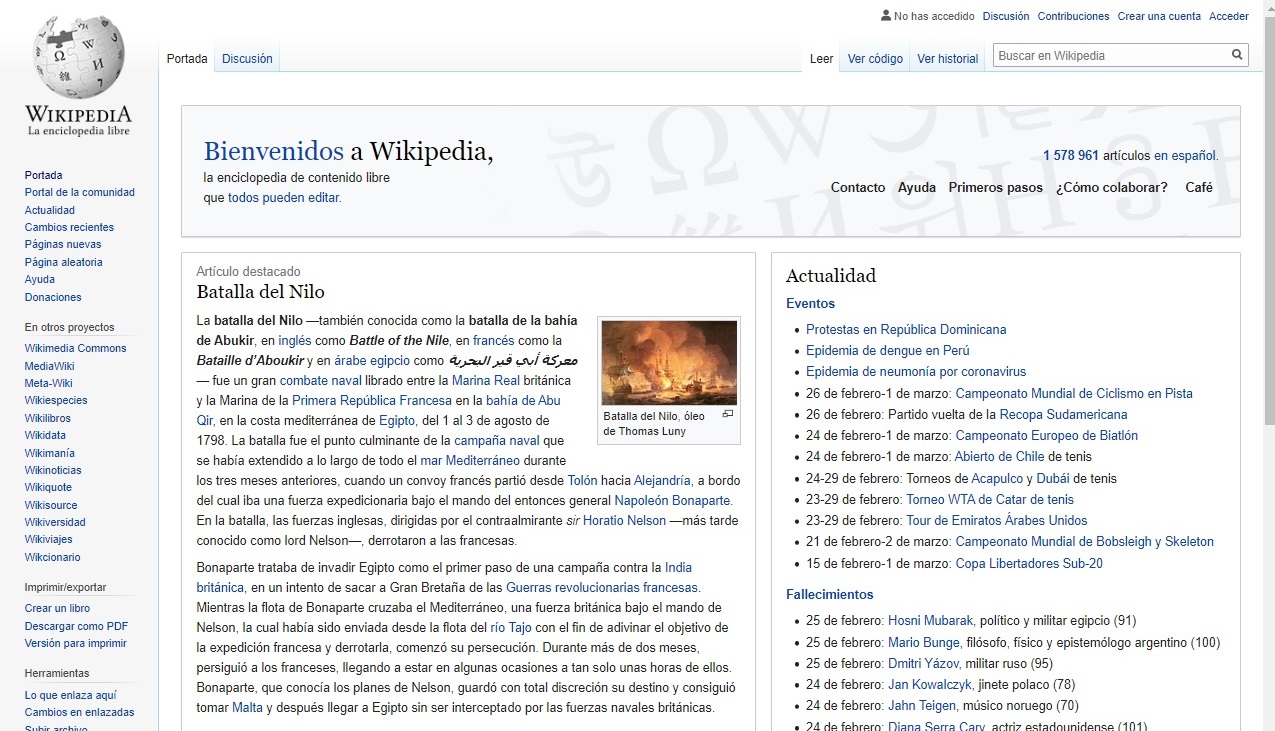 No ha accedido Discusión Contribuciones Crear una cuenta Acceder
Portada Discusión
Leer Ver código Ver historial Buscar en Wikipedia
WIKIPEDIA
La enciclopedia libre
Portada
Portal de la comunidad
Actualidad
Cambios recientes
Páginas nuevas
Página aleatoria
Ayuda
Donaciones
En otros proyectos
Wikimedia Commons
MediaWiki
Meta-Wiki
Wikiespecies
Wikilibros
Wikidata
Wikimanía
Wikinoticias
Wikiquote
Wikisource
Wikiversidad
Wikiviajes
Wikcionario
Imprimir/exportar
Crear un libro
Descargar como PDF
Versión para imprimir
Herramientas
Lo que enlaza aquí
Cambios en enlazadas
Subir archivo
Bienvenidos a Wikipedia,
la enciclopedia de contenido libre
que todos pueden editar.
1 578 961 artículos en español.
Contacto Ayuda Primeros pasos ¿Cómo colaborar? Café
Artículo destacado
Batalla del Nilo
La batalla del Nilo —también conocida como la batalla de la bahía
de Abukir, en inglés como Battle of the Nile, en francés como la
Bataille d'Aboukir y en árabe egipcio como معركة أبي قير البحرية
— fue un gran combate naval librado entre la Marina Real británica
y la Marina de la Primera República Francesa en la bahía de Abu
Qir, en la costa mediterránea de Egipto, del 1 al 3 de agosto de
1798. La batalla fue el punto culminante de la campaña naval que
se había extendido a lo largo de todo el mar Mediterráneo durante
los tres meses anteriores, cuando un convoy francés partió desde Tolón hacia Alejandría, a bordo
del cual iba una fuerza expedicionaria bajo el mando del entonces general Napoleón Bonaparte.
En la batalla, las fuerzas inglesas, dirigidas por el contraalmirante sir Horatio Nelson —más tarde
conocido como lord Nelson—, derrotaron a las francesas.
Batalla del Nilo, óleo
de Thomas Luny
Bonaparte trataba de invadir Egipto como el primer paso de una campaña contra la India
británica, en un intento de sacar a Gran Bretaña de las Guerras revolucionarias francesas.
Mientras la flota de Bonaparte cruzaba el Mediterráneo, una fuerza británica bajo el mando de
Nelson, la cual había sido enviada desde la flota del río Tajo con el fin de adivinar el objetivo de
la expedición francesa y derrotarla, comenzó su persecución. Durante más de dos meses,
persiguió a los franceses, llegando a estar en algunas ocasiones a tan solo unas horas de ellos.
Bonaparte, que conocía los planes de Nelson, guardó con total discreción su destino y consiguió
tomar Malta y después llegar a Egipto sin ser interceptado por las fuerzas navales británicas.
Actualidad
Eventos
Protestas en República Dominicana
Epidemia de dengue en Perú
Epidemia de neumonía por coronavirus
26 de febrero-1 de marzo: Campeonato Mundial de Ciclismo en Pista
26 de febrero: Partido vuelta de la Recopa Sudamericana
24 de febrero-1 de marzo: Campeonato Europeo de Biatlón
24 de febrero-1 de marzo: Abierto de Chile de tenis
24-29 de febrero: Torneos de Acapulco y Dubái de tenis
23-29 de febrero: Torneo WTA de Catar de tenis
23-29 de febrero: Tour de Emiratos Árabes Unidos
21 de febrero-2 de marzo: Campeonato Mundial de Bobsleigh y Skeleton
15 de febrero-1 de marzo: Copa Libertadores Sub-20
Fallecimientos
25 de febrero: Hosni Mubarak, político y militar egipcio (91)
25 de febrero: Mario Bunge, filósofo, físico y epistemólogo argentino (100)
25 de febrero: Dmitri Yázov, militar ruso (95)
24 de febrero: Jan Kowalczyk, jinete polaco (78)
24 de febrero: Jahn Teigen, músico noruego (70)
24 de febrero: Diana Serra Cary, actriz estadounidense (101)